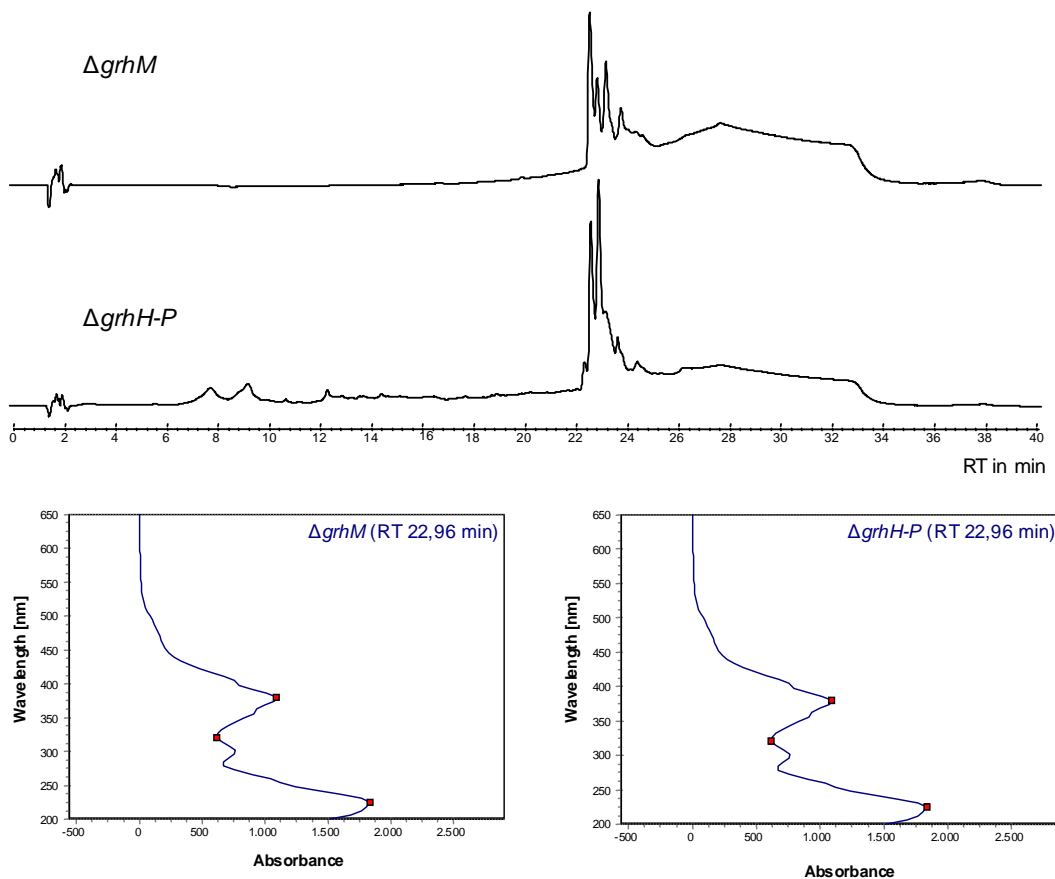 ΔgrhM
ΔgrhH-P
0 2 4 6 8 10 12 14 16 18 20 22 24 26 28 30 32 34 36 38 40
RT in min
ΔgrhM (RT 22,96 min)
650
600
550
500
450
400
350
300
250
200
Wavelength [nm]
-500 0 500 1.000 1.500 2.000 2.500
Absorbance
ΔgrhH-P (RT 22,96 min)
650
600
550
500
450
400
350
300
250
200
Wavelength [nm]
-500 0 500 1.000 1.500 2.000 2.500
Absorbance